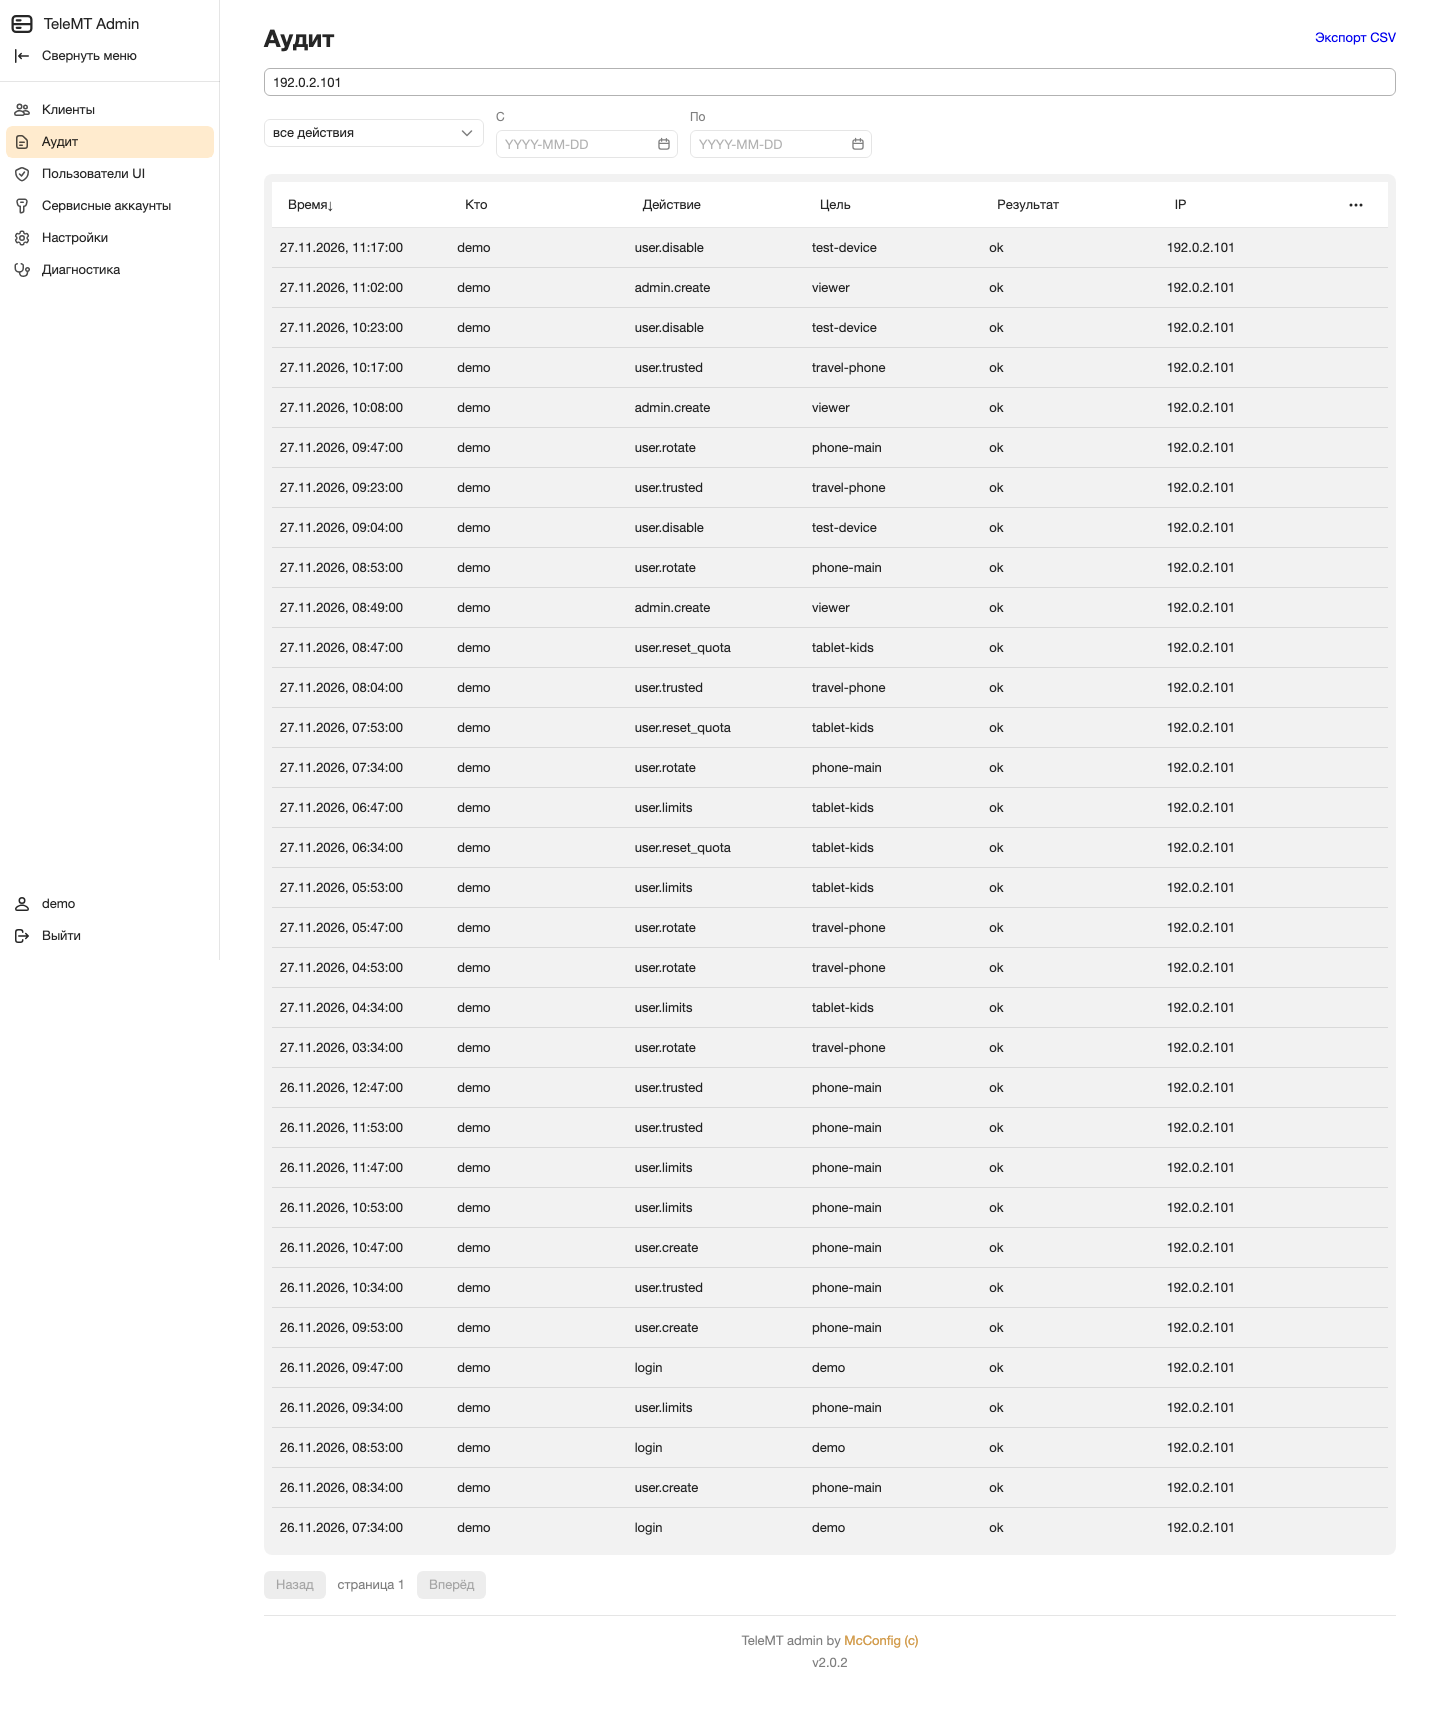 TeleMT Admin
Свернуть меню
Клиенты
Аудит
Пользователи UI
Сервисные аккаунты
Настройки
Диагностика
demo
Выйти
Аудит
Экспорт CSV
192.0.2.101
все действия
С
YYYY-MM-DD
По
YYYY-MM-DD
Время↓ Кто Действие Цель Результат IP
27.11.2026, 11:17:00 demo user.disable test-device ok 192.0.2.101
27.11.2026, 11:02:00 demo admin.create viewer ok 192.0.2.101
27.11.2026, 10:23:00 demo user.disable test-device ok 192.0.2.101
27.11.2026, 10:17:00 demo user.trusted travel-phone ok 192.0.2.101
27.11.2026, 10:08:00 demo admin.create viewer ok 192.0.2.101
27.11.2026, 09:47:00 demo user.rotate phone-main ok 192.0.2.101
27.11.2026, 09:23:00 demo user.trusted travel-phone ok 192.0.2.101
27.11.2026, 09:04:00 demo user.disable test-device ok 192.0.2.101
27.11.2026, 08:53:00 demo user.rotate phone-main ok 192.0.2.101
27.11.2026, 08:49:00 demo admin.create viewer ok 192.0.2.101
27.11.2026, 08:47:00 demo user.reset_quota tablet-kids ok 192.0.2.101
27.11.2026, 08:04:00 demo user.trusted travel-phone ok 192.0.2.101
27.11.2026, 07:53:00 demo user.reset_quota tablet-kids ok 192.0.2.101
27.11.2026, 07:34:00 demo user.rotate phone-main ok 192.0.2.101
27.11.2026, 06:47:00 demo user.limits tablet-kids ok 192.0.2.101
27.11.2026, 06:34:00 demo user.reset_quota tablet-kids ok 192.0.2.101
27.11.2026, 05:53:00 demo user.limits tablet-kids ok 192.0.2.101
27.11.2026, 05:47:00 demo user.rotate travel-phone ok 192.0.2.101
27.11.2026, 04:53:00 demo user.rotate travel-phone ok 192.0.2.101
27.11.2026, 04:34:00 demo user.limits tablet-kids ok 192.0.2.101
27.11.2026, 03:34:00 demo user.rotate travel-phone ok 192.0.2.101
26.11.2026, 12:47:00 demo user.trusted phone-main ok 192.0.2.101
26.11.2026, 11:53:00 demo user.trusted phone-main ok 192.0.2.101
26.11.2026, 11:47:00 demo user.limits phone-main ok 192.0.2.101
26.11.2026, 10:53:00 demo user.limits phone-main ok 192.0.2.101
26.11.2026, 10:47:00 demo user.create phone-main ok 192.0.2.101
26.11.2026, 10:34:00 demo user.trusted phone-main ok 192.0.2.101
26.11.2026, 09:53:00 demo user.create phone-main ok 192.0.2.101
26.11.2026, 09:47:00 demo login demo ok 192.0.2.101
26.11.2026, 09:34:00 demo user.limits phone-main ok 192.0.2.101
26.11.2026, 08:53:00 demo login demo ok 192.0.2.101
26.11.2026, 08:34:00 demo user.create phone-main ok 192.0.2.101
26.11.2026, 07:34:00 demo login demo ok 192.0.2.101
Назад страница 1 Вперёд
TeleMT admin by McConfig (c)
v2.0.2